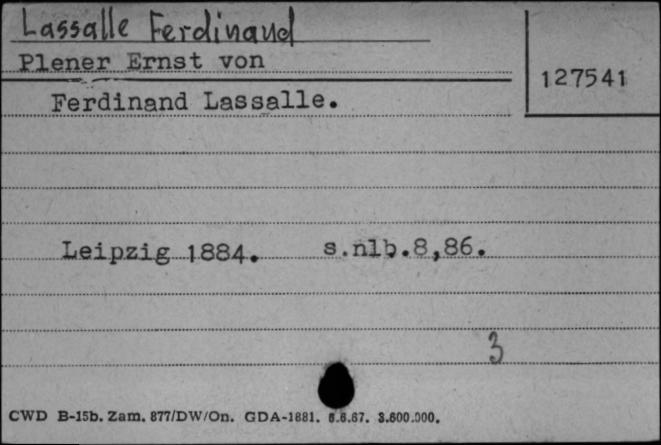 Lassalle Ferdinand
Plener Ernst von
127541
Ferdinand Lassalle.
Leipzig 1884. s.nlb.8,86.
3
CWD B-15b. Zam. 877/DW/On. GDA-1881. 6.6.67. 3.600.000.